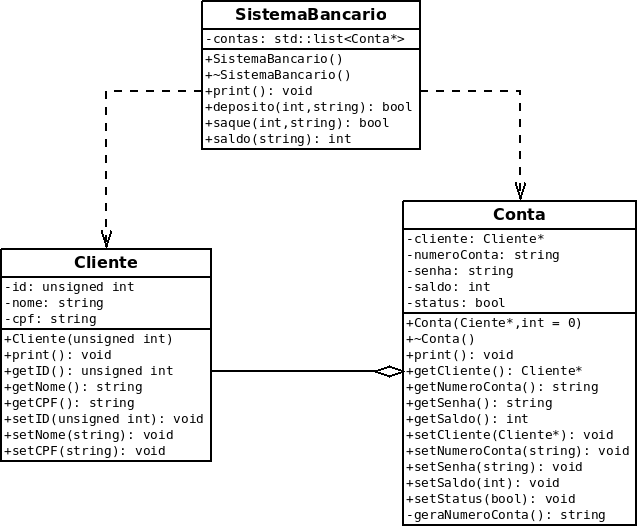 SistemaBancario
-contas: std::list<Conta*>
+SistemaBancario()
+~SistemaBancario()
+print(): void
+deposito(int,string): bool
+saque(int,string): bool
+saldo(string): int
Cliente
-id: unsigned int
-nome: string
-cpf: string
+Cliente(unsigned int)
+print(): void
+getID(): unsigned int
+getNome(): string
+getCPF(): string
+setID(unsigned int): void
+setNome(string): void
+setCPF(string): void
Conta
-cliente: Cliente*
-numeroConta: string
-senha: string
-saldo: int
-status: bool
+Conta(Ciente*,int = 0)
+~Conta()
+print(): void
+getCliente(): Cliente*
+getNumeroConta(): string
+getSenha(): string
+getSaldo(): int
+setCliente(Cliente*): void
+setNumeroConta(string): void
+setSenha(string): void
+setSaldo(int): void
+setStatus(bool): void
-geraNumeroConta(): string